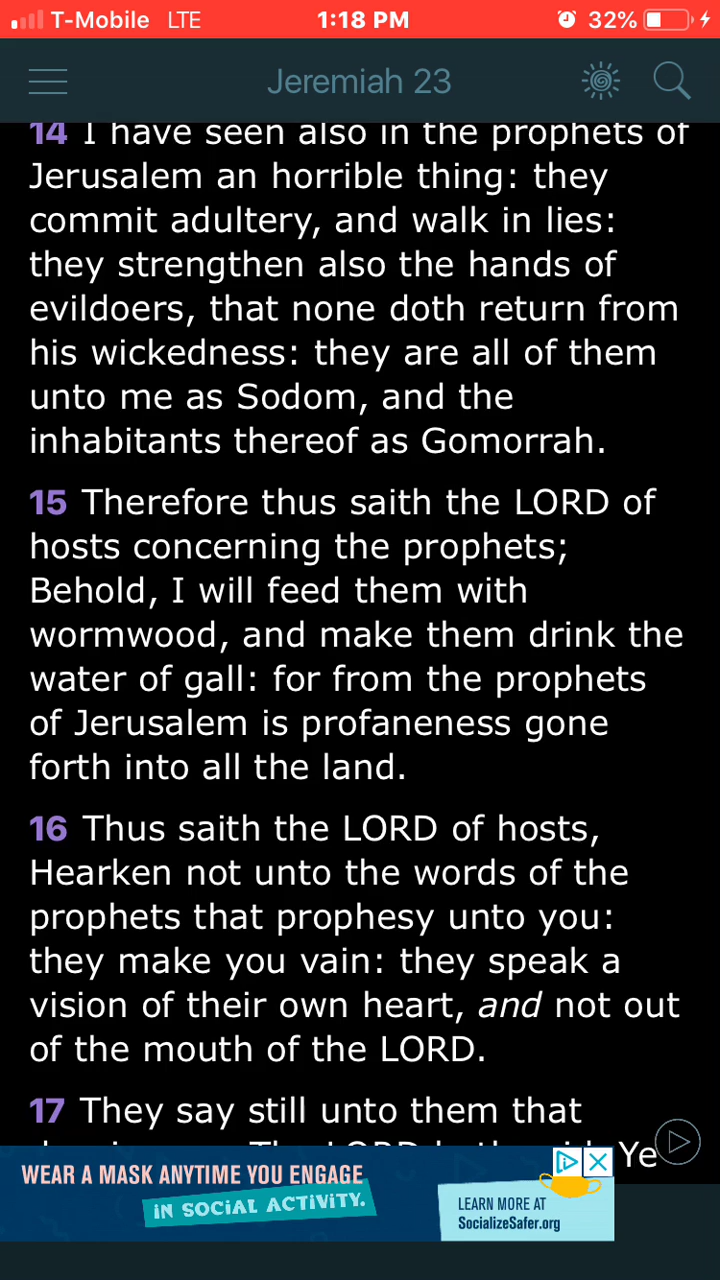 T-Mobile LTE 1:18 PM 32%
Jeremiah 23
14 I have seen also in the prophets of
Jerusalem an horrible thing: they
commit adultery, and walk in lies:
they strengthen also the hands of
evildoers, that none doth return from
his wickedness: they are all of them
unto me as Sodom, and the
inhabitants thereof as Gomorrah.
15 Therefore thus saith the LORD of
hosts concerning the prophets;
Behold, I will feed them with
wormwood, and make them drink the
water of gall: for from the prophets
of Jerusalem is profaneness gone
forth into all the land.
16 Thus saith the LORD of hosts,
Hearken not unto the words of the
prophets that prophesy unto you:
they make you vain: they speak a
vision of their own heart, and not out
of the mouth of the LORD.
17 They say still unto them that
The LORD Ye
WEAR A MASK ANYTIME YOU ENGAGE
IN SOCIAL ACTIVITY.
LEARN MORE AT
SocializeSafer.org